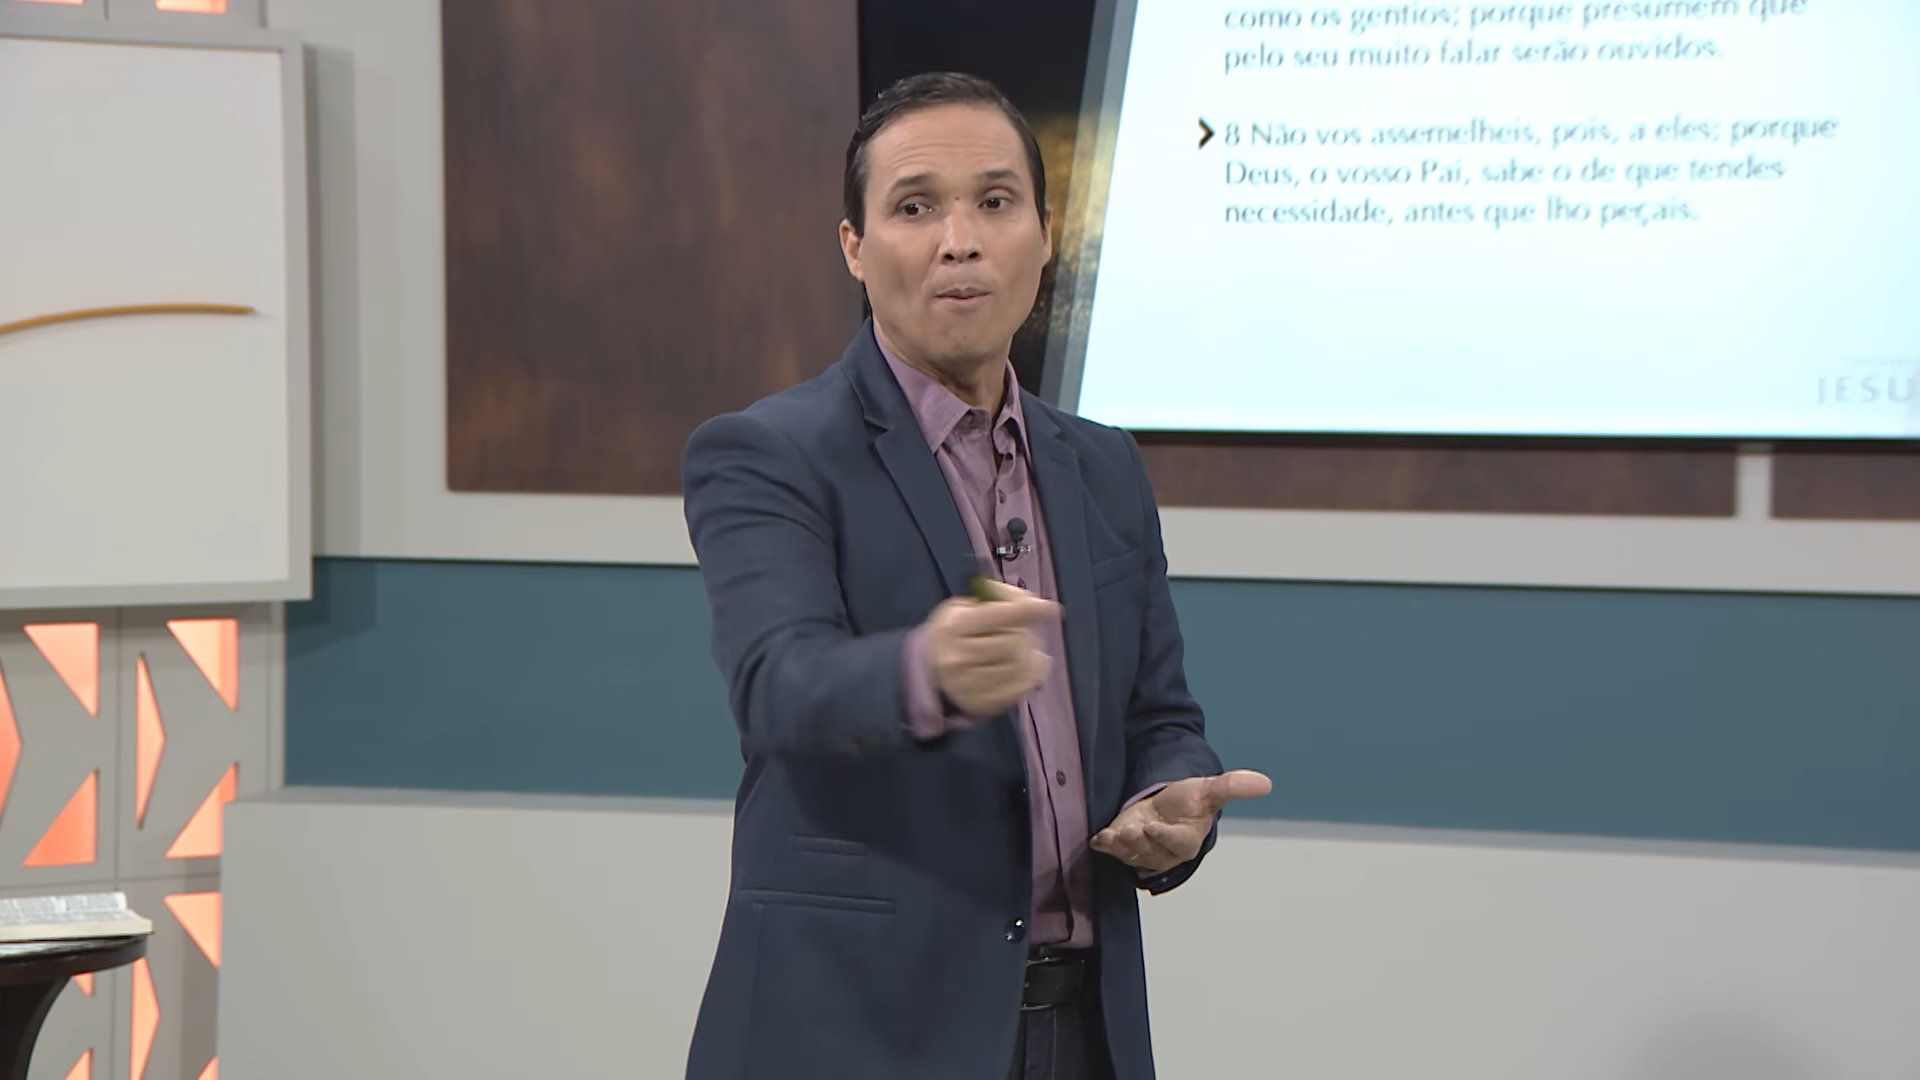 como os gentios; porque presumem que
pelo seu muito falar serão ouvidos.
8 Não vos assemelheis, pois, a eles; porque
Deus, o vosso Pai, sabe o de que tendes
necessidade, antes que lho peçais.
JESU